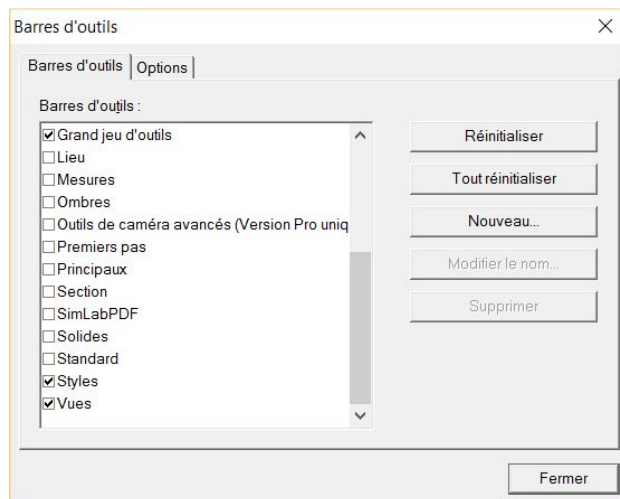 Barres d'outils
Barres d'outils
Options
Barres d'outils :
Grand jeu d'outils
Lieu
Mesures
Ombres
Outils de caméra avancés (Version Pro uniq
Premiers pas
Principaux
Section
SimLabPDF
Solides
Standard
Styles
Vues
Réinitialiser
Tout réinitialiser
Nouveau...
Modifier le nom...
Supprimer
Fermer